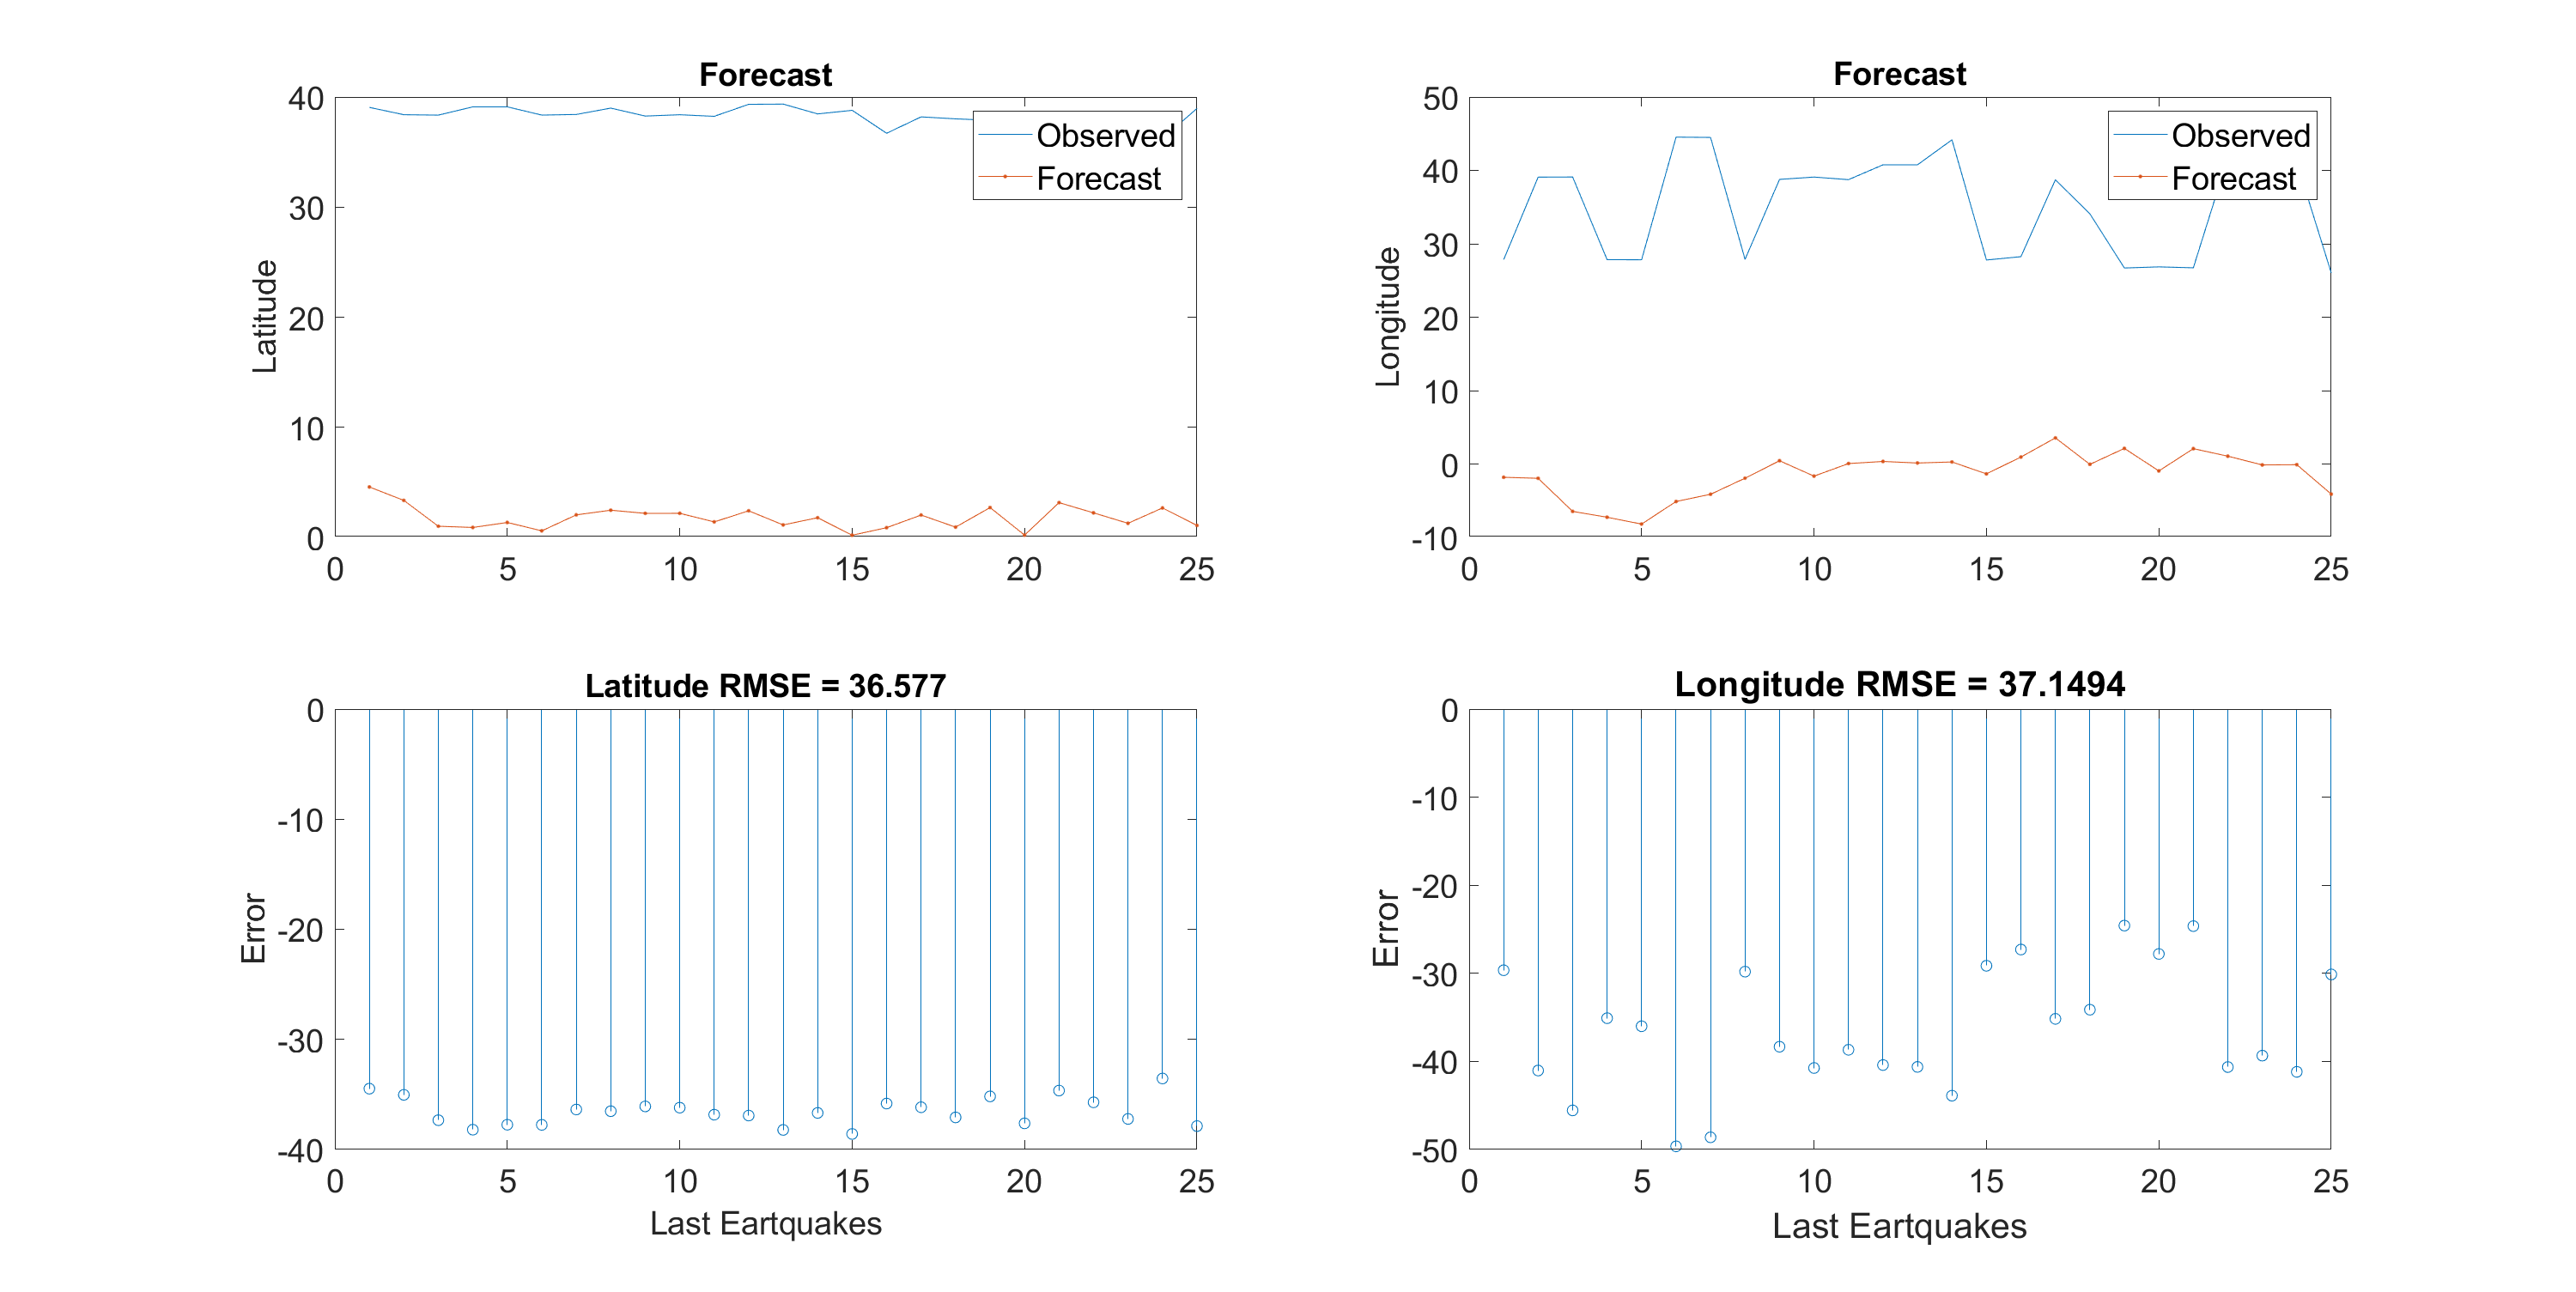 Forecast
40
30
20
10
0
Latitude
0 5 10 15 20 25
Observed
Forecast
Forecast
50
40
30
20
10
0
-10
Longitude
0 5 10 15 20 25
Observed
Forecast
Latitude RMSE = 36.577
0
-10
-20
-30
-40
Error
0 5 10 15 20 25
Last Eartquakes
Longitude RMSE = 37.1494
0
-10
-20
-30
-40
-50
Error
0 5 10 15 20 25
Last Eartquakes